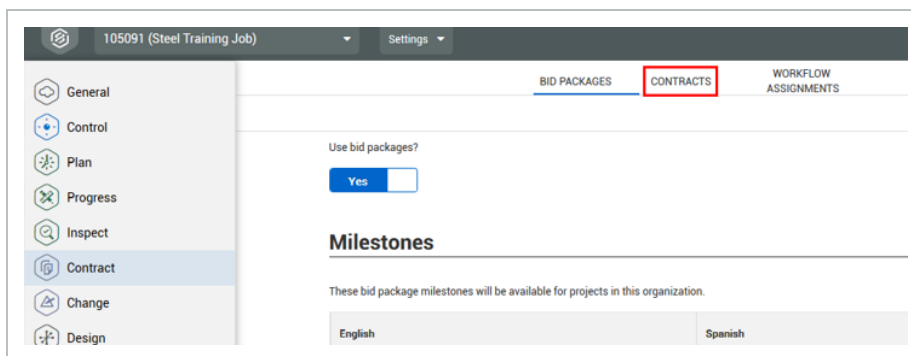 105091 (Steel Training Job) Settings
BID PACKAGES CONTRACTS WORKFLOW
ASSIGNMENTS
General
Control
Plan
Progress
Inspect
Contract
Change
Design
Use bid packages?
Yes
Milestones
These bid package milestones will be available for projects in this organization.
English Spanish